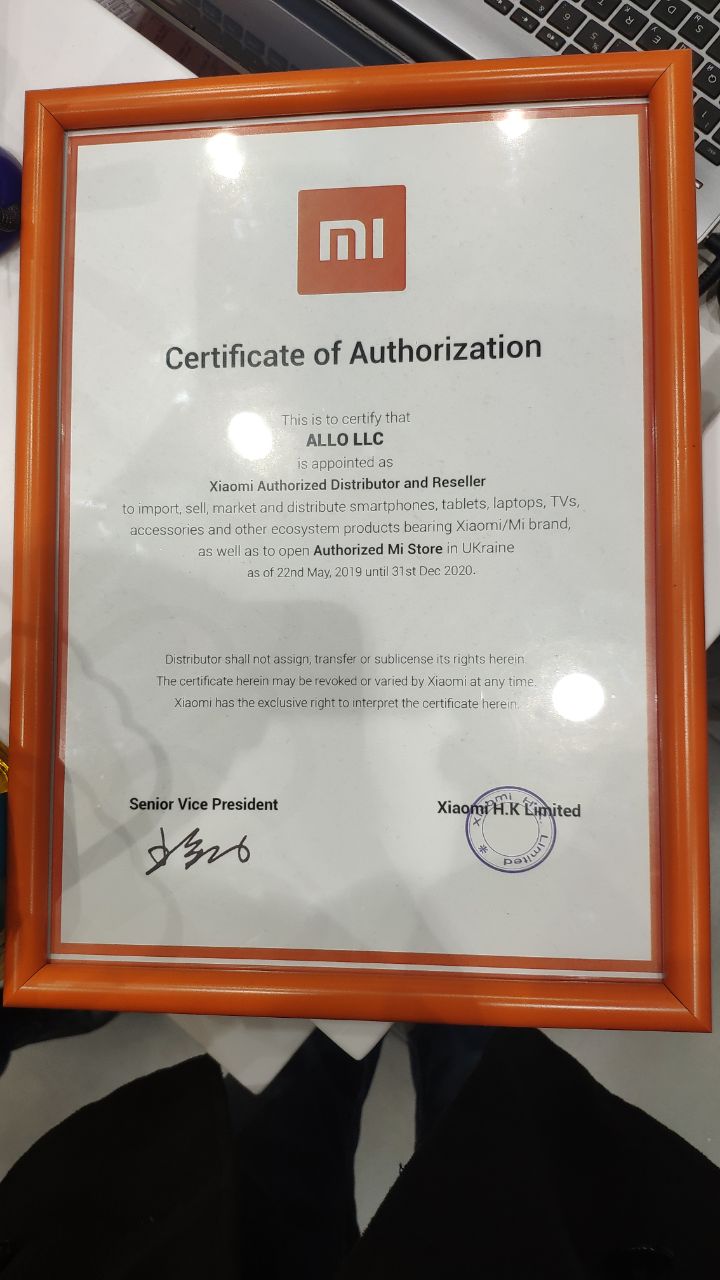 mi
Certificate of Authorization
This is to certify that
ALLO LLC
is appointed as
Xiaomi Authorized Distributor and Reseller
to import, sell, market and distribute smartphones, tablets, laptops, TVs,
accessories and other ecosystem products bearing Xiaomi/Mi brand,
as well as to open Authorized Mi Store in UKraine
as of 22nd May, 2019 until 31st Dec 2020.
Distributor shall not assign, transfer or sublicense its rights herein.
The certificate herein may be revoked or varied by Xiaomi at any time.
Xiaomi has the exclusive right to interpret the certificate herein.
Senior Vice President
Xiaomi H.K Limited
Xiaomi H.K. Limited